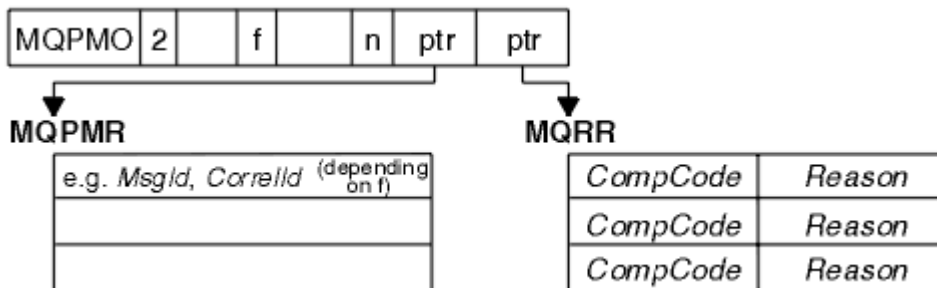 MQPMO 2 f n ptr ptr
MQPMR MQRR
e.g. MsgId, CorrelId (depending on f) CompCode Reason
CompCode Reason
CompCode Reason